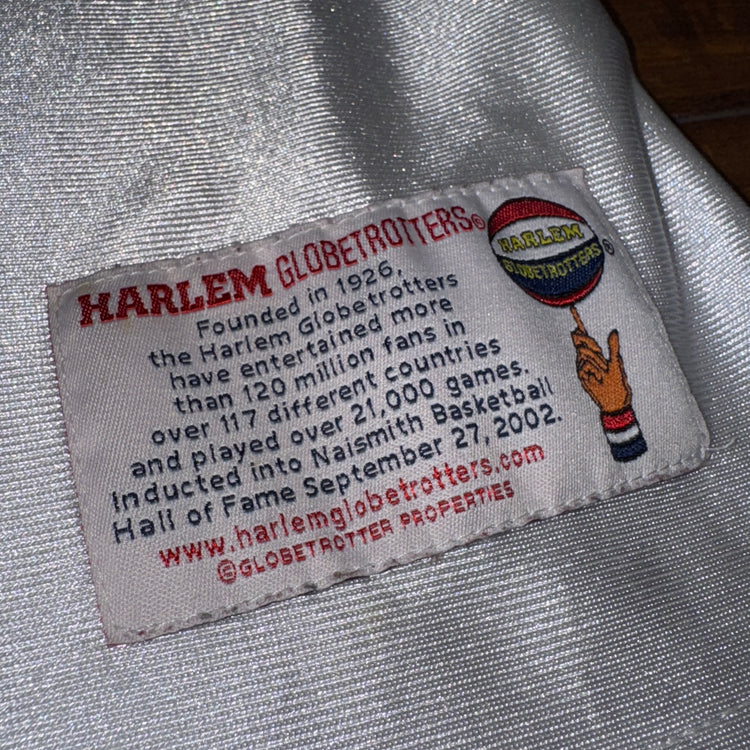 HARLEM GLOBETROTTERS®
Founded in 1926,
the Harlem Globetrotters
have entertained more
than 120 million fans in
over 117 different countries
and played over 21,000 games.
Inducted into Naismith Basketball
Hall of Fame September 27, 2002.
www.harlemglobetrotters.com
©GLOBETROTTER PROPERTIES
HARLEM
GLOBETROTTERS®